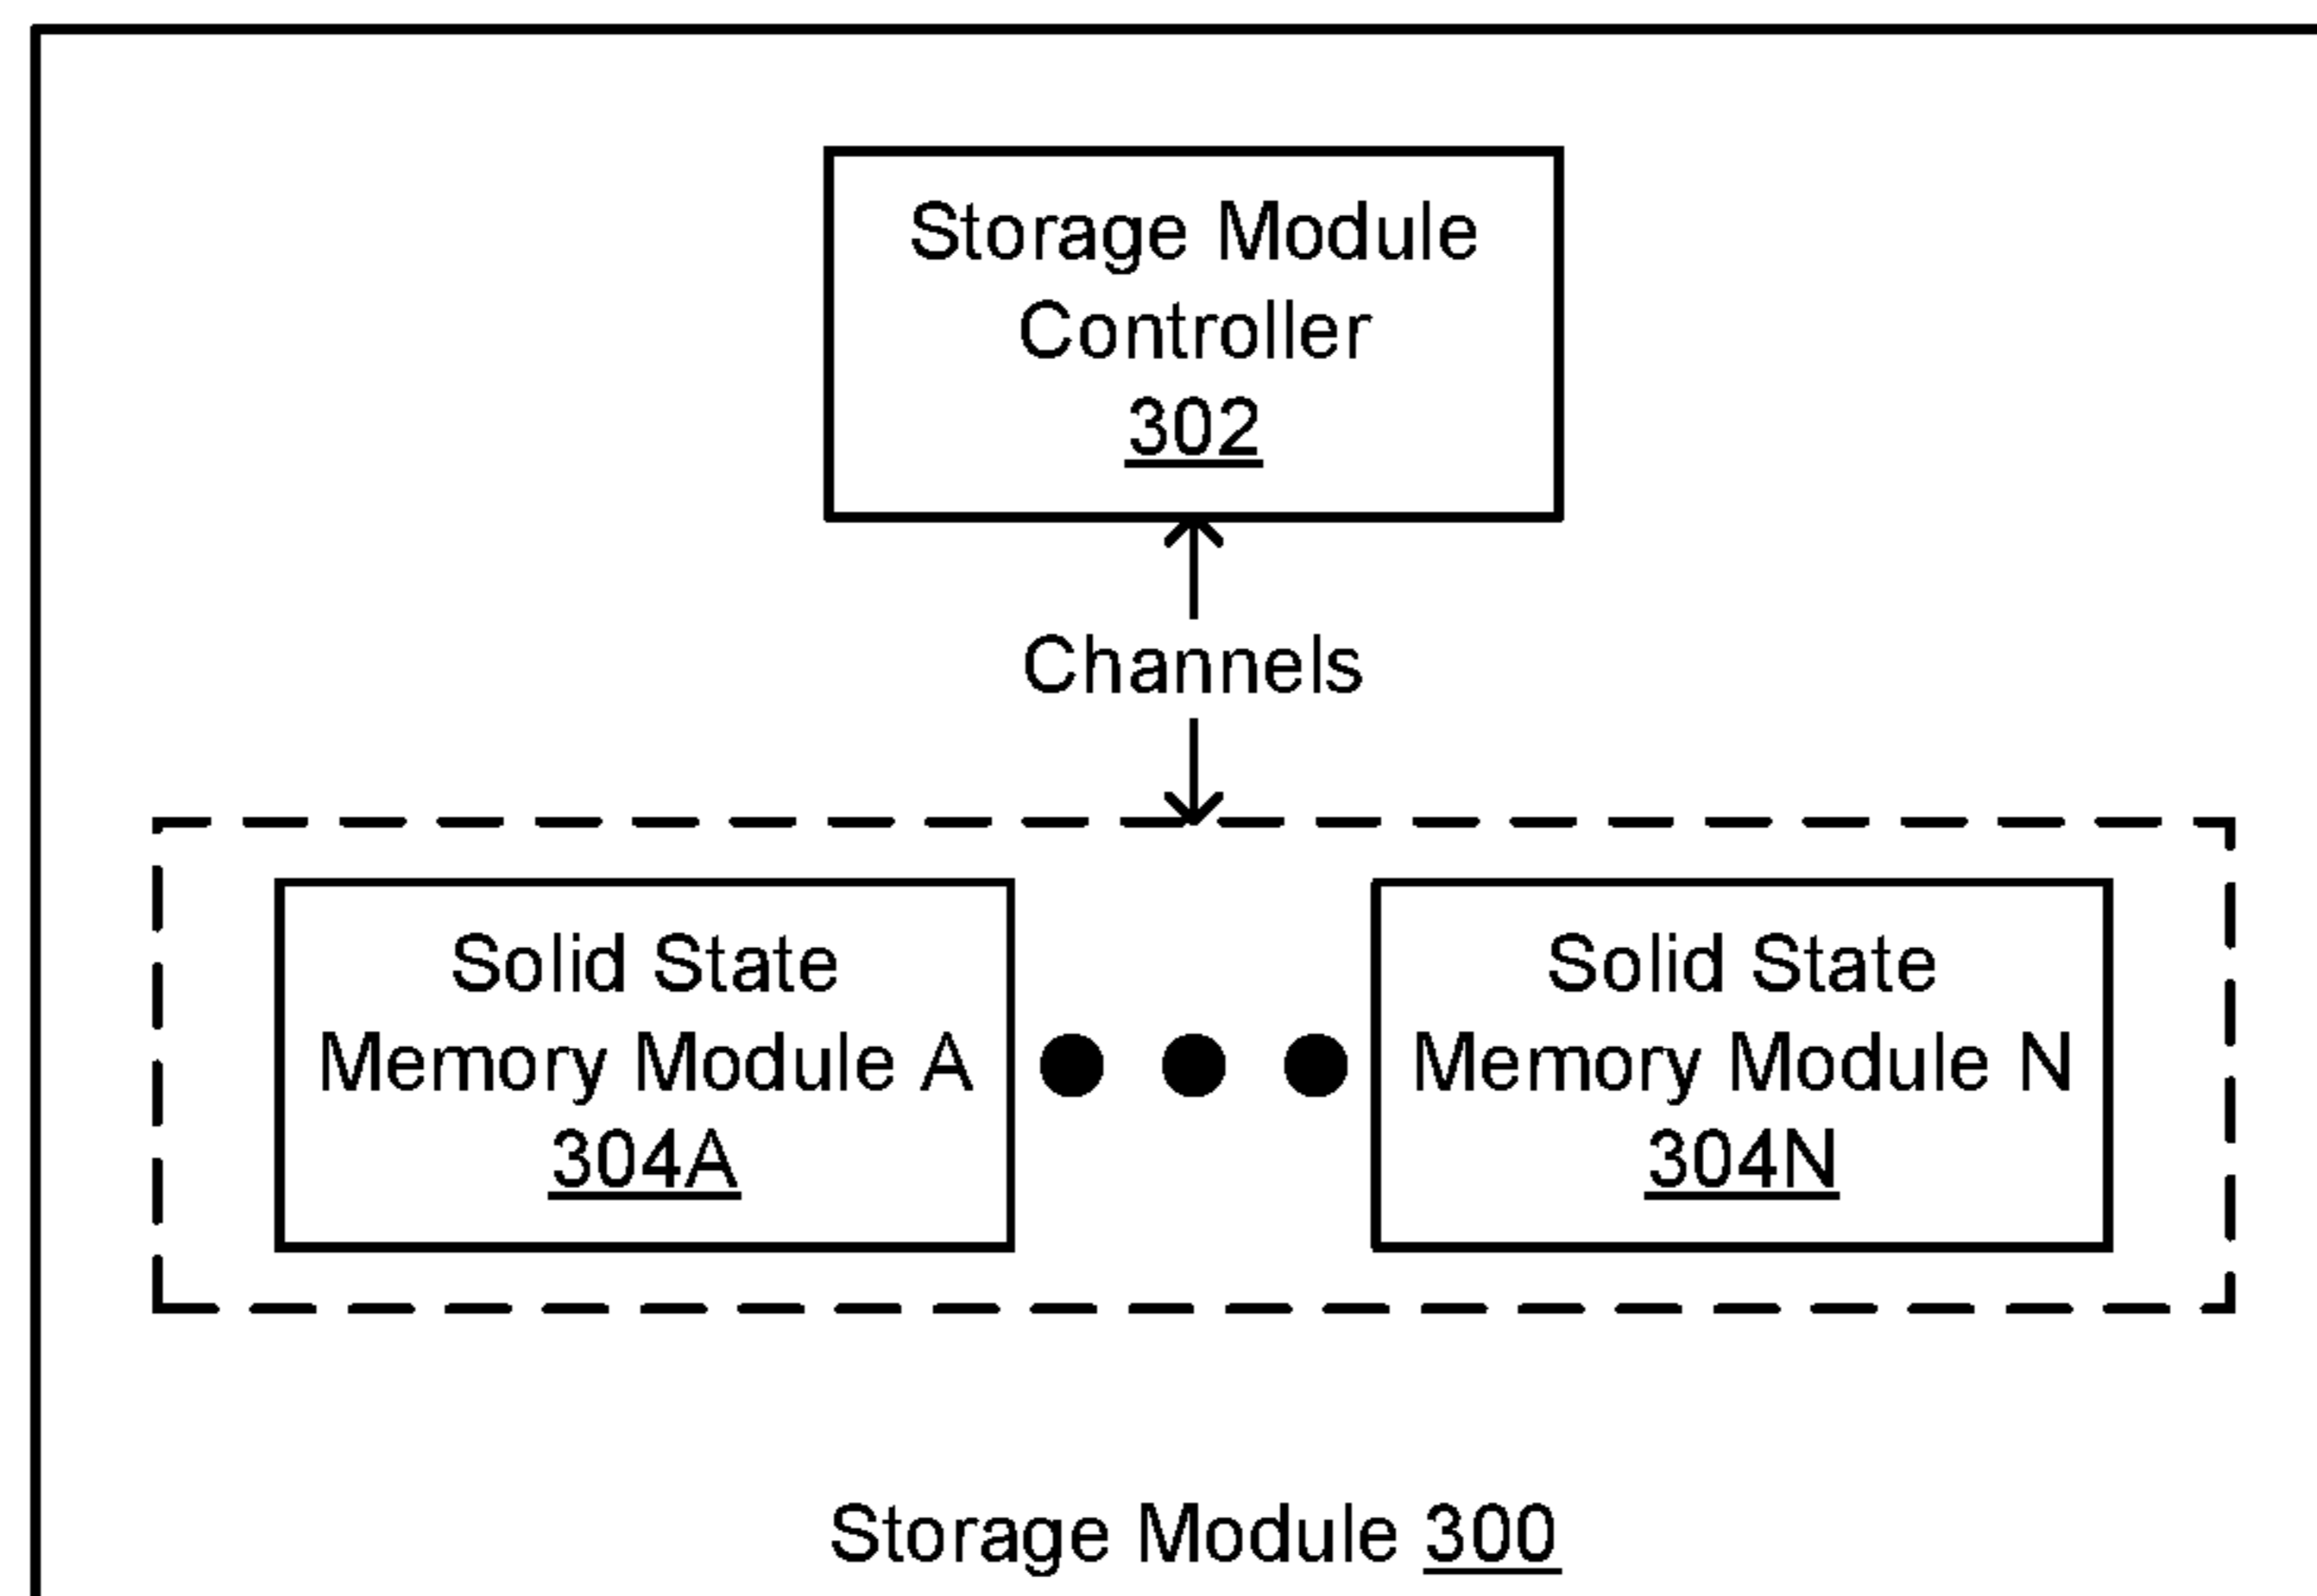 Storage Module
Controller
302
Channels
Solid State
Memory Module A
304A
Solid State
Memory Module N
304N
Storage Module 300